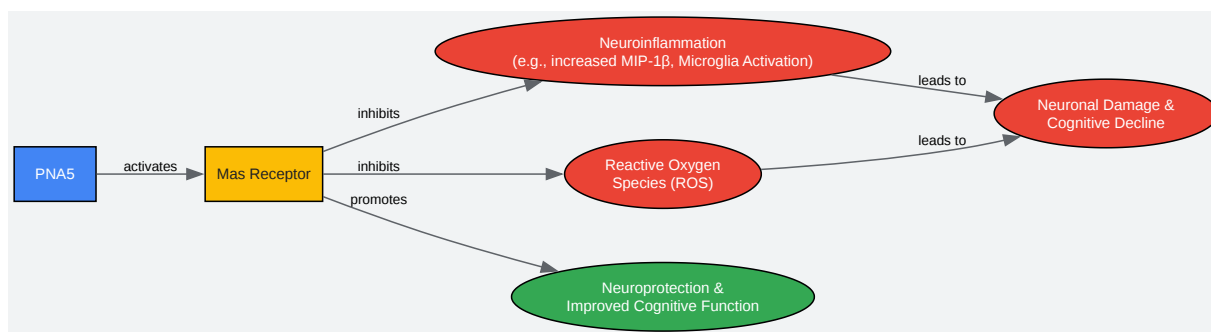 Neuroinflammation
(e.g., increased MIP-1β, Microglia Activation)
leads to
Neuronal Damage &
Cognitive Decline
inhibits
leads to
PNA5
activates
Mas Receptor
inhibits
Reactive Oxygen
Species (ROS)
promotes
Neuroprotection &
Improved Cognitive Function